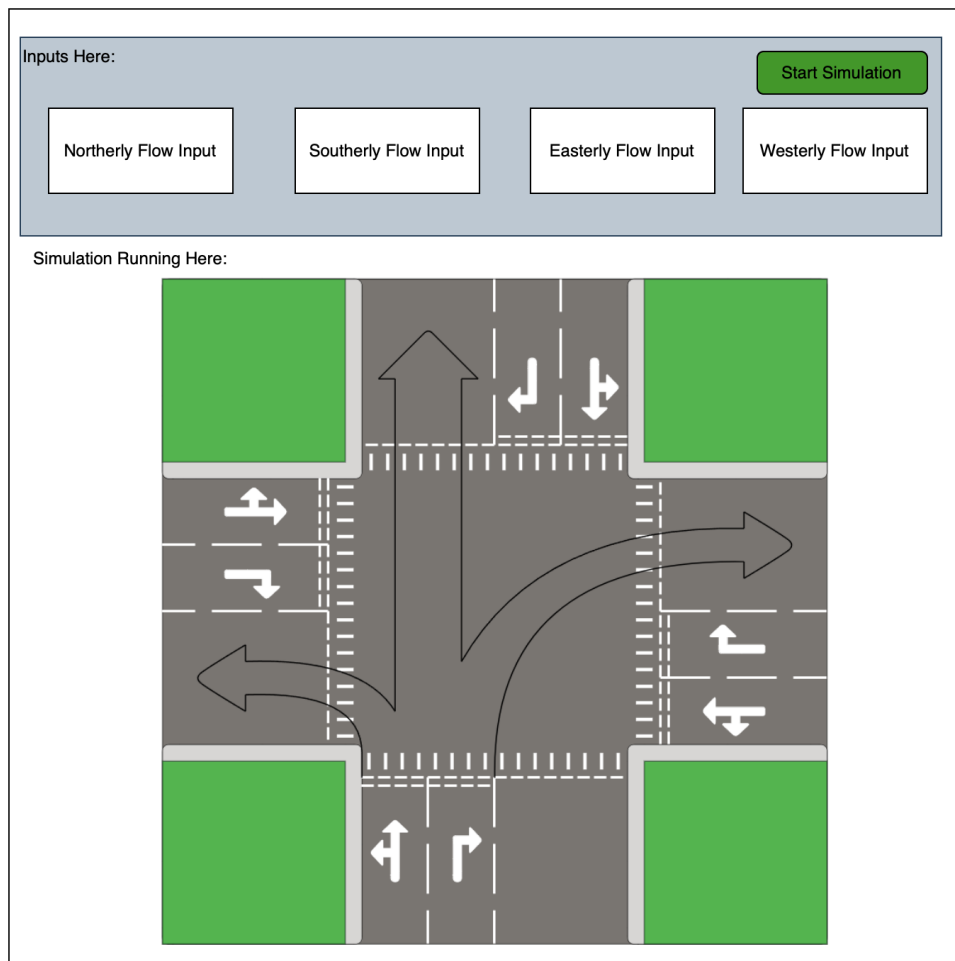 Inputs Here:
Start Simulation
Northerly Flow Input
Southerly Flow Input
Easterly Flow Input
Westerly Flow Input
Simulation Running Here: